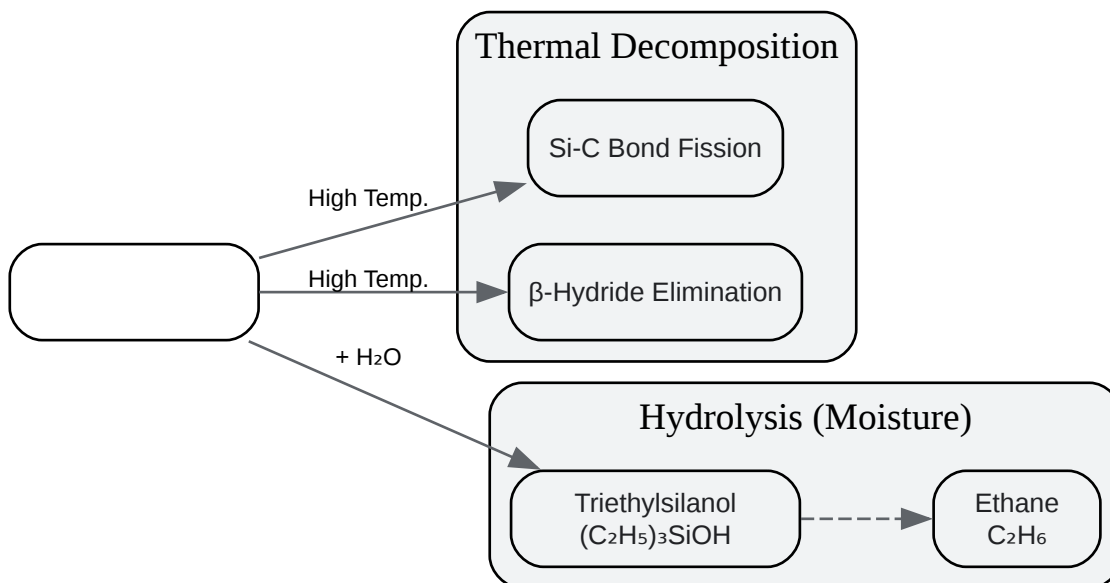 Thermal Decomposition
Si-C Bond Fission
High Temp.
High Temp.
β-Hydride Elimination
+ H₂O
Hydrolysis (Moisture)
Triethylsilanol
(C₂H₅)₃SiOH
Ethane
C₂H₆